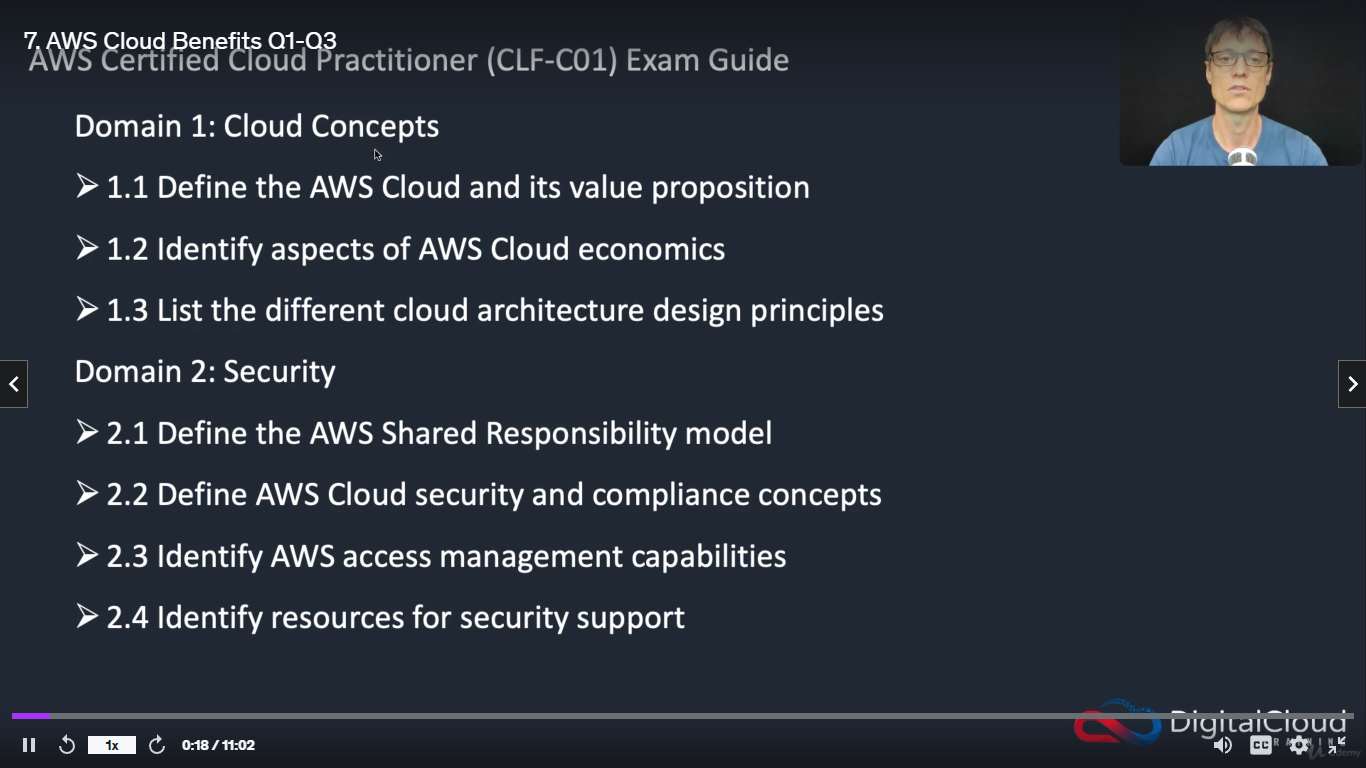 7. AWS Cloud Benefits Q1-Q3
AWS Certified Cloud Practitioner (CLF-C01) Exam Guide
Domain 1: Cloud Concepts
➢ 1.1 Define the AWS Cloud and its value proposition
➢ 1.2 Identify aspects of AWS Cloud economics
➢ 1.3 List the different cloud architecture design principles
Domain 2: Security
➢ 2.1 Define the AWS Shared Responsibility model
➢ 2.2 Define AWS Cloud security and compliance concepts
➢ 2.3 Identify AWS access management capabilities
➢ 2.4 Identify resources for security support
DigitalCloud
1x
0:18 / 11:02
CC